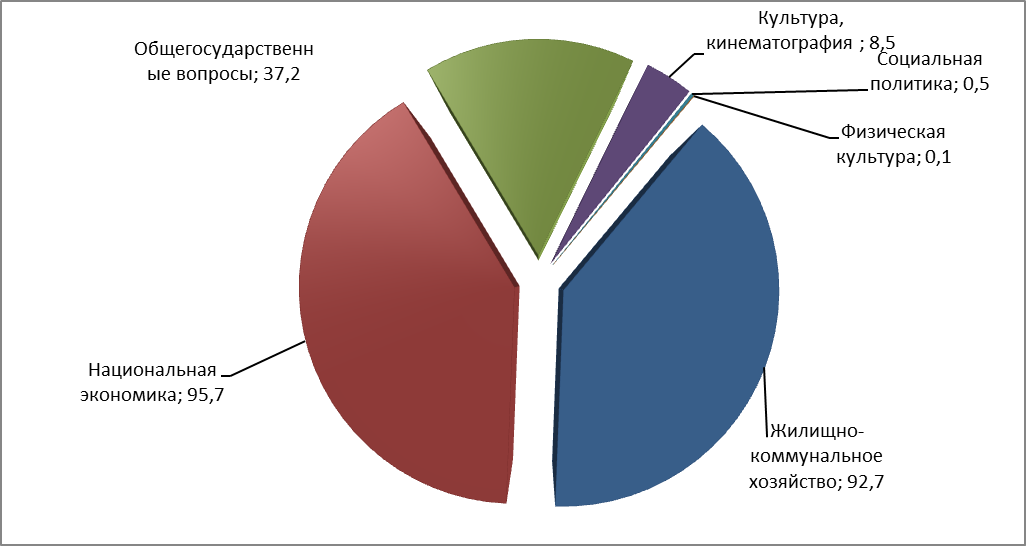 Общегосударственн
ые вопросы; 37,2
Культура,
кинематография ; 8,5
Социальная
политика; 0,5
Физическая
культура; 0,1
Национальная
экономика; 95,7
Жилищно-
коммунальное
хозяйство; 92,7